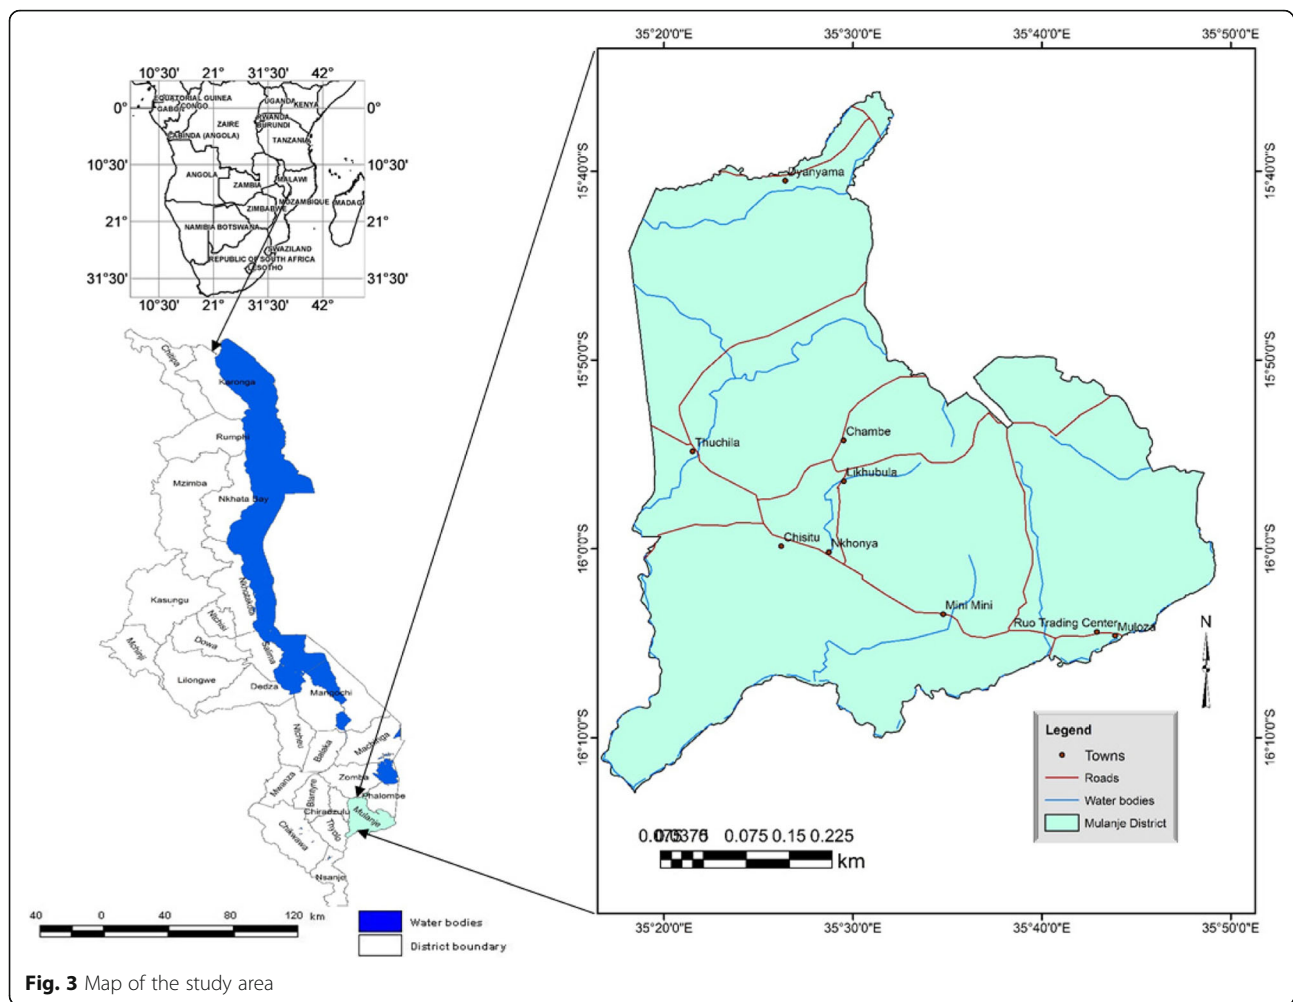 10°30' 21° 31°30' 42°
0° 0°
10°30' 10°30'
21° 21°
31°30' 31°30'
10°30' 21° 31°30' 42°
EQUATORIAL GUINEA
CONGO
GABON
UGANDA
KENYA
ZAIRE
BURUNDI
CABINDA (ANGOLA)
TANZANIA
ANGOLA
ZAMBIA
MALAWI
MOZAMBIQUE
MADAG
ZIMBABWE
NAMIBIA
BOTSWANA
SWAZILAND
REPUBLIC OF SOUTH AFRICA
LESOTHO
Chitipa
Karonga
Rumphi
Mzimba
Nkhata Bay
Kasungu
Nkhotakota
Ntchisi
Dowa
Mchinji
Salima
Lilongwe
Dedza
Mangochi
Ntcheu
Balaka
Machinga
Mwanza
Zomba
Blantyre
Phalombe
Chiradzulu
Mulanje
Thyolo
Chikwawa
Nsanje
40 0 40 80 120 km
Water bodies
District boundary
35°20'0"E 35°30'0"E 35°40'0"E 35°50'0"E
15°40'0"S 15°40'0"S
15°50'0"S 15°50'0"S
16°0'0"S 16°0'0"S
16°10'0"S 16°10'0"S
35°20'0"E 35°30'0"E 35°40'0"E 35°50'0"E
Chambe
Thuchila
Likhubula
Chisitu
Nkhonya
Mini Mini
Ruo Trading Center
Muloza
N
Legend
Towns
Roads
Water bodies
Mulanje District
0.075 0.15 0.225
km
Fig. 3 Map of the study area